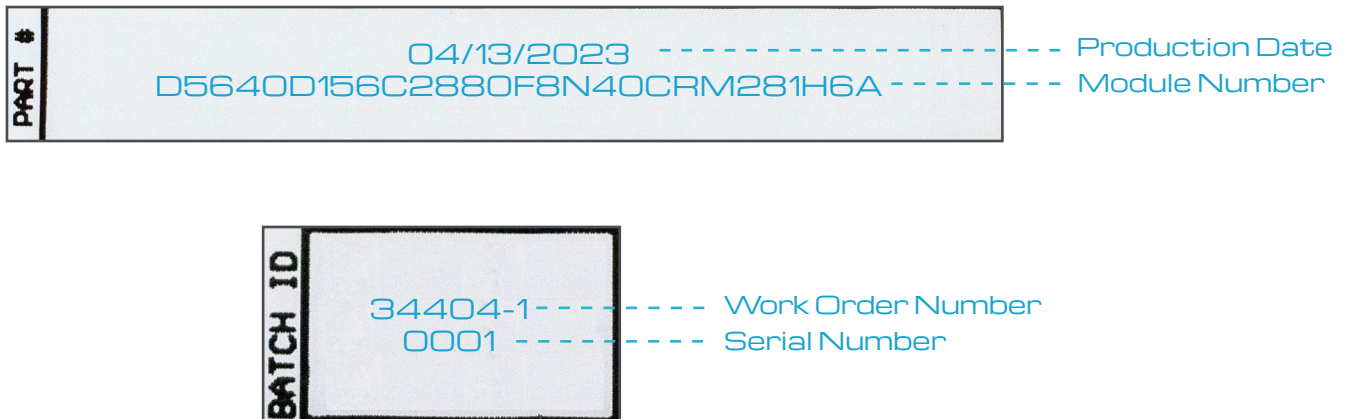 PART #
04/13/2023
Production Date
D5640D156C2880F8N40CRM281H6A
Module Number
BATCH ID
34404-1
Work Order Number
0001
Serial Number